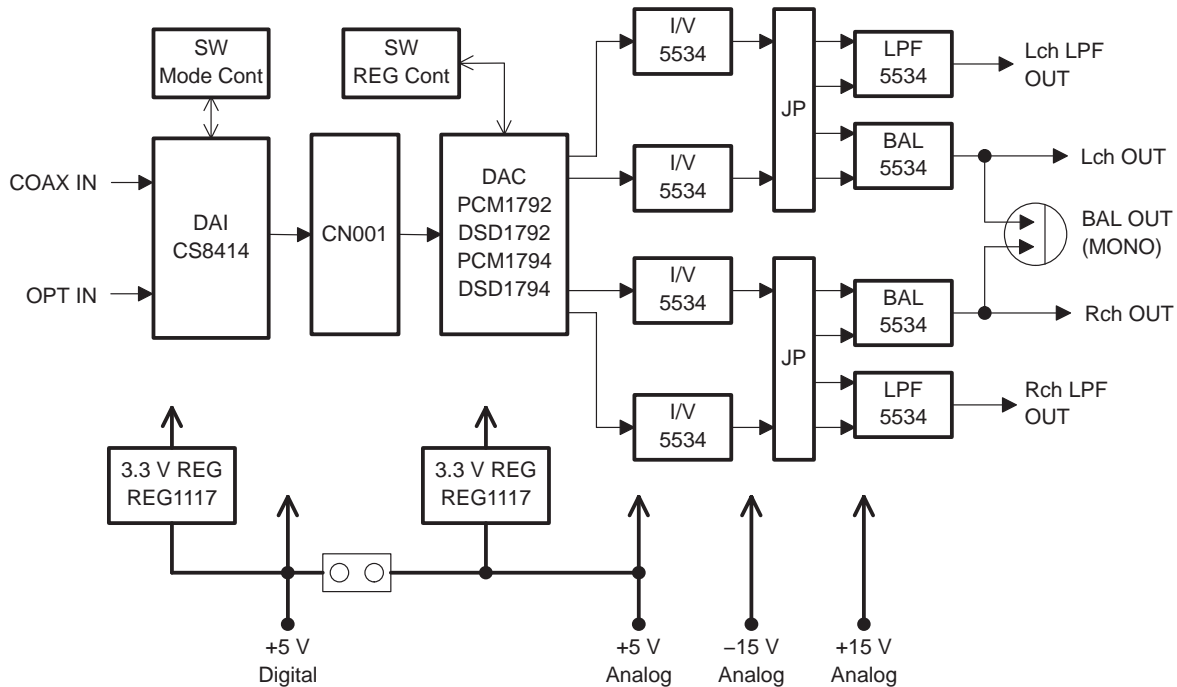 SW
Mode Cont
SW
REG Cont
I/V
5534
LPF
5534
Lch LPF
OUT
JP
COAX IN
OPT IN
DAI
CS8414
CN001
DAC
PCM1792
DSD1792
PCM1794
DSD1794
I/V
5534
BAL
5534
Lch OUT
BAL OUT
(MONO)
I/V
5534
BAL
5534
Rch OUT
JP
I/V
5534
LPF
5534
Rch LPF
OUT
3.3 V REG
REG1117
3.3 V REG
REG1117
+5 V
Digital
+5 V
Analog
–15 V
Analog
+15 V
Analog